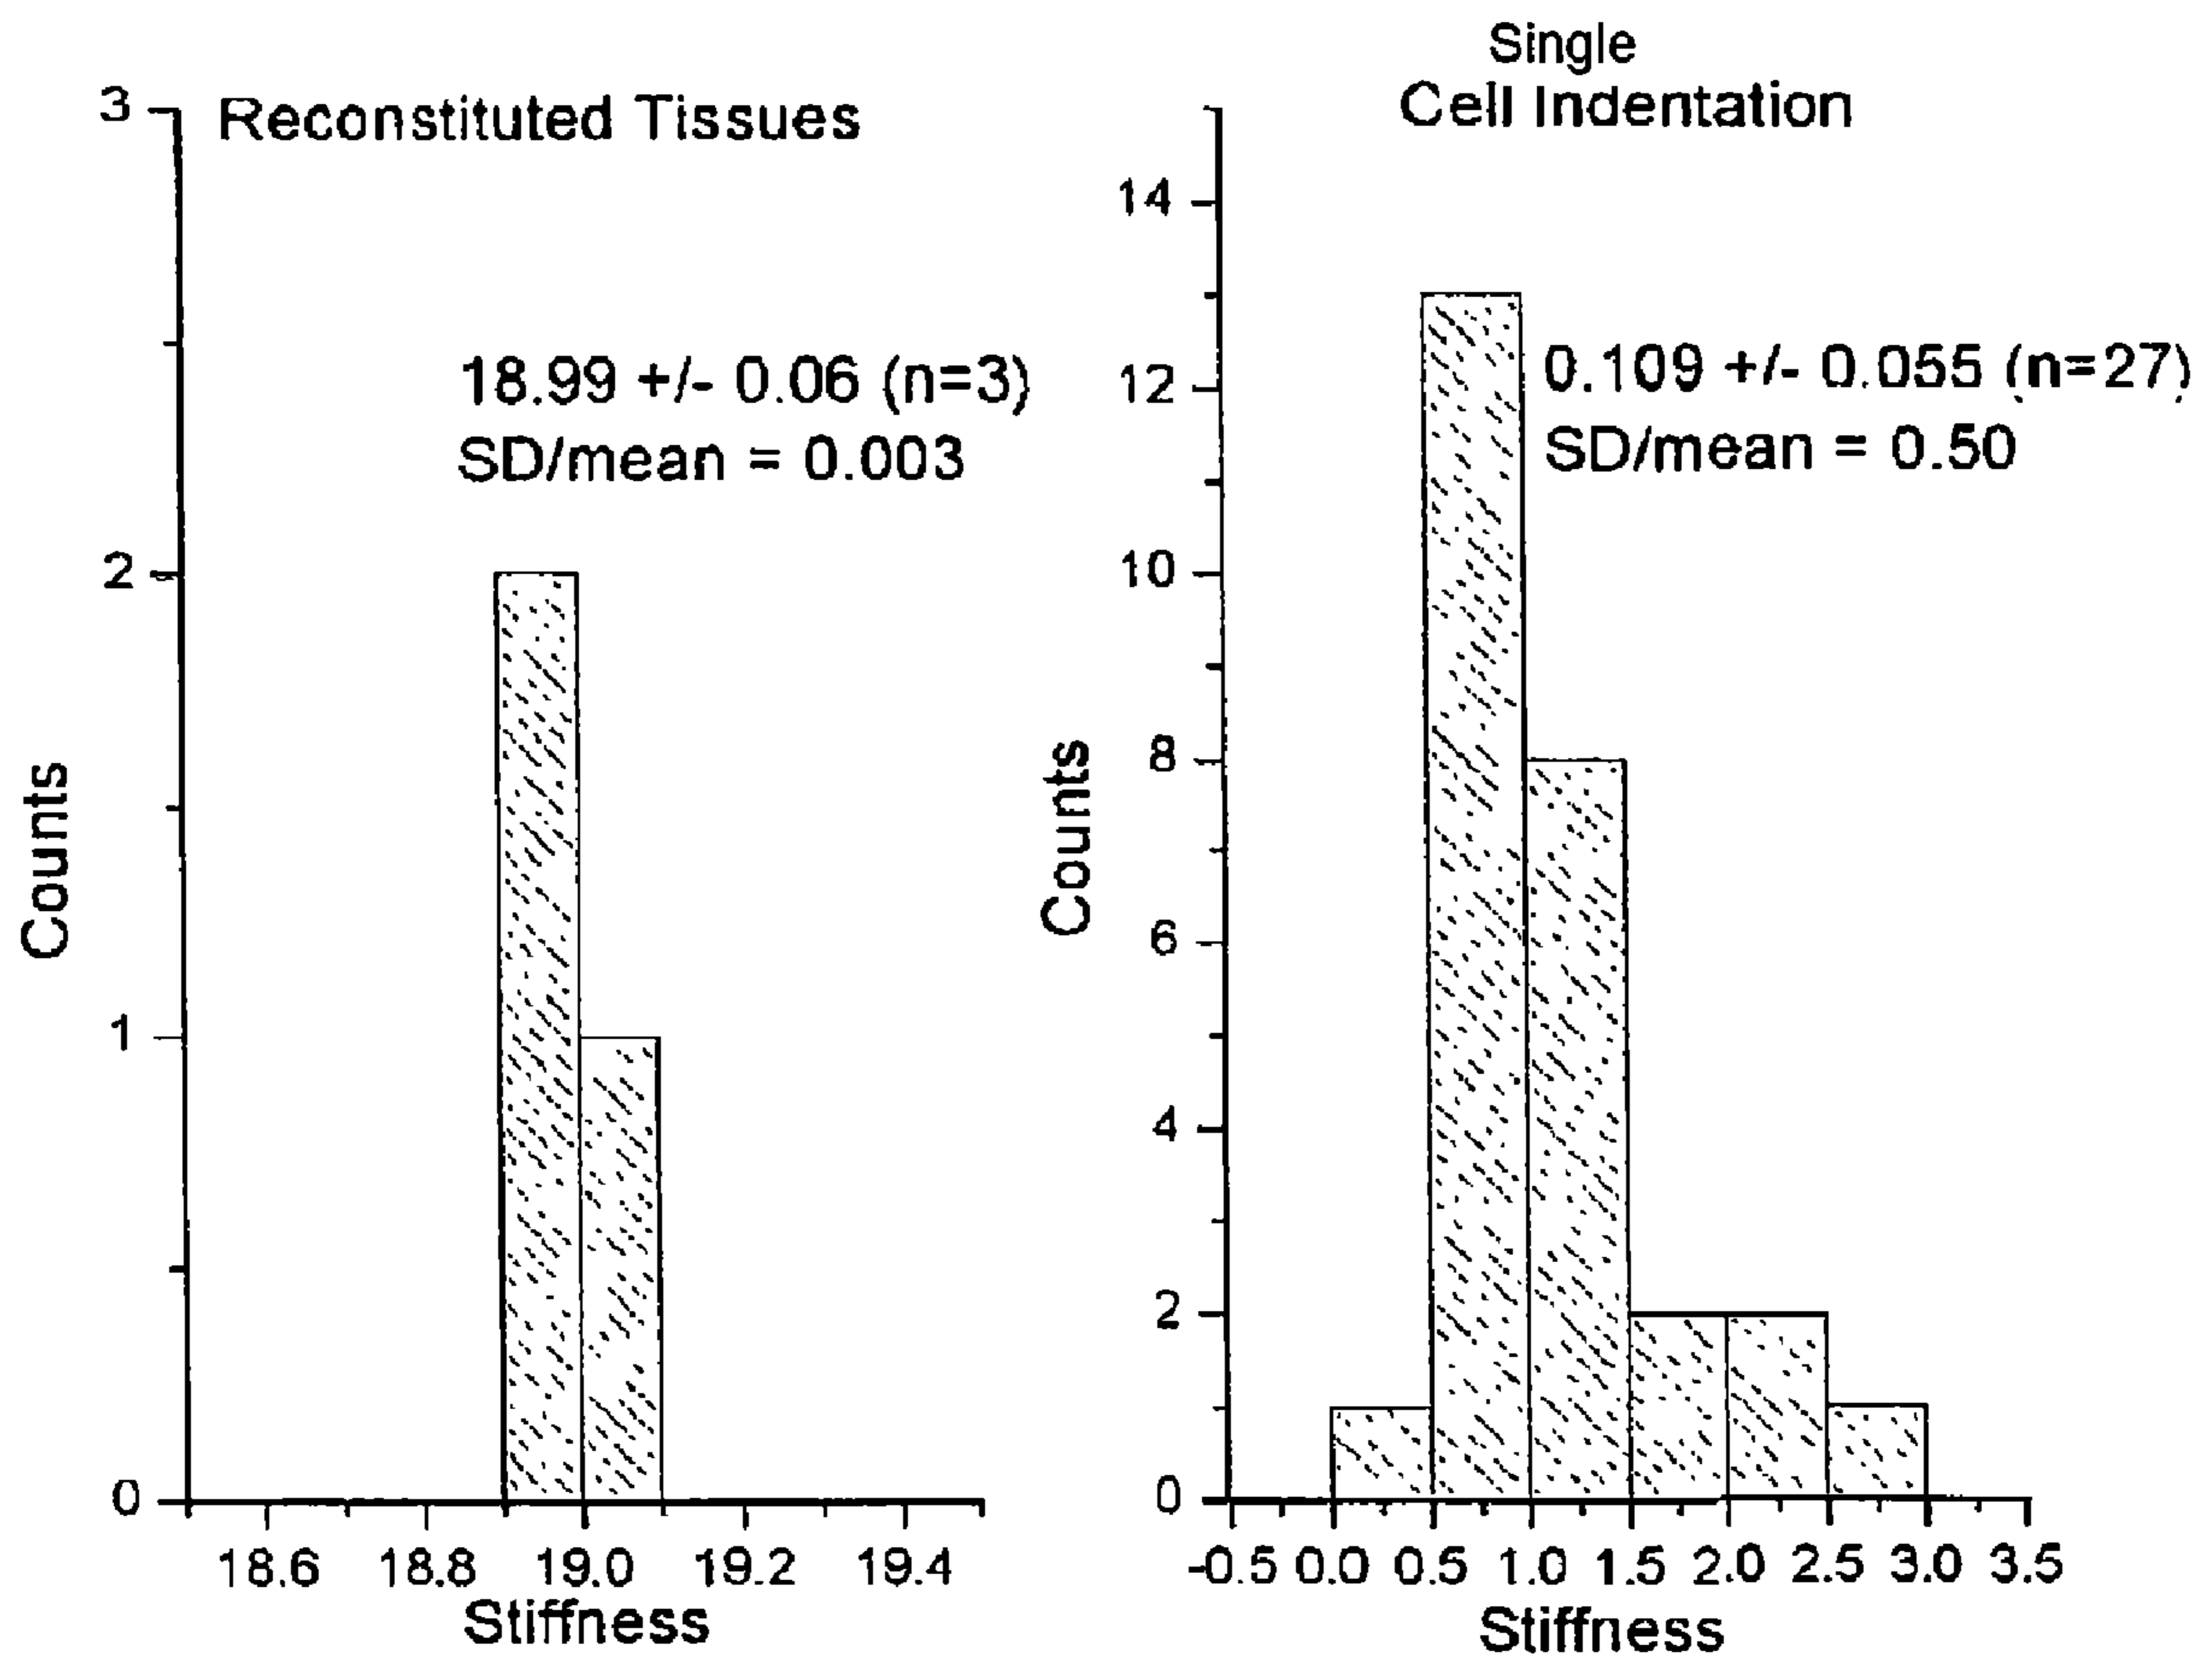 Reconstituted Tissues
18.99 +/- 0.06 (n=3)
SD/mean = 0.003
Counts
3
2
1
0
18.6 18.8 19.0 19.2 19.4
Stiffness
Single
Cell Indentation
0.109 +/- 0.055 (n=27)
SD/mean = 0.50
Counts
14
12
10
8
6
4
2
0
-0.5 0.0 0.5 1.0 1.5 2.0 2.5 3.0 3.5
Stiffness